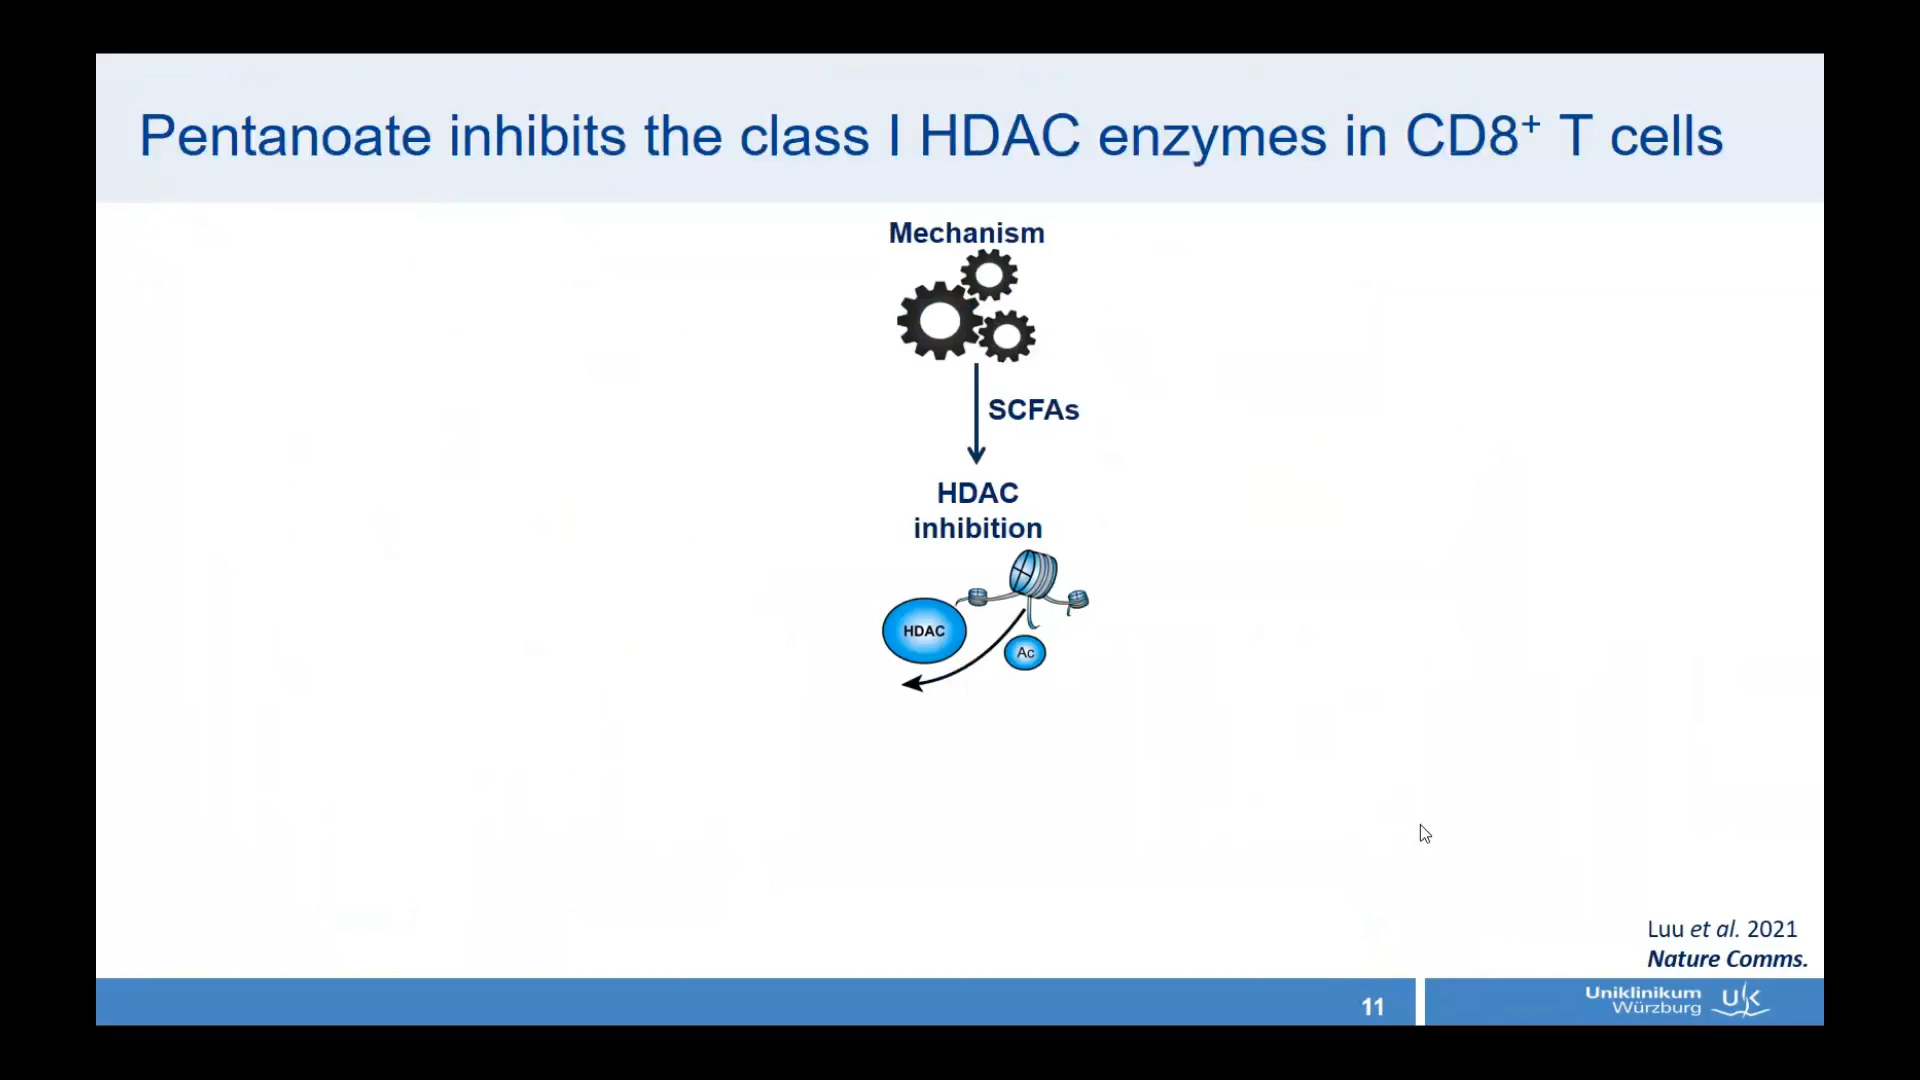 Pentanoate inhibits the class I HDAC enzymes in CD8⁺ T cells
Mechanism
SCFAs
HDAC
inhibition
HDAC
Ac
Luu et al. 2021
Nature Comms.
11
Uniklinikum
Würzburg
UK